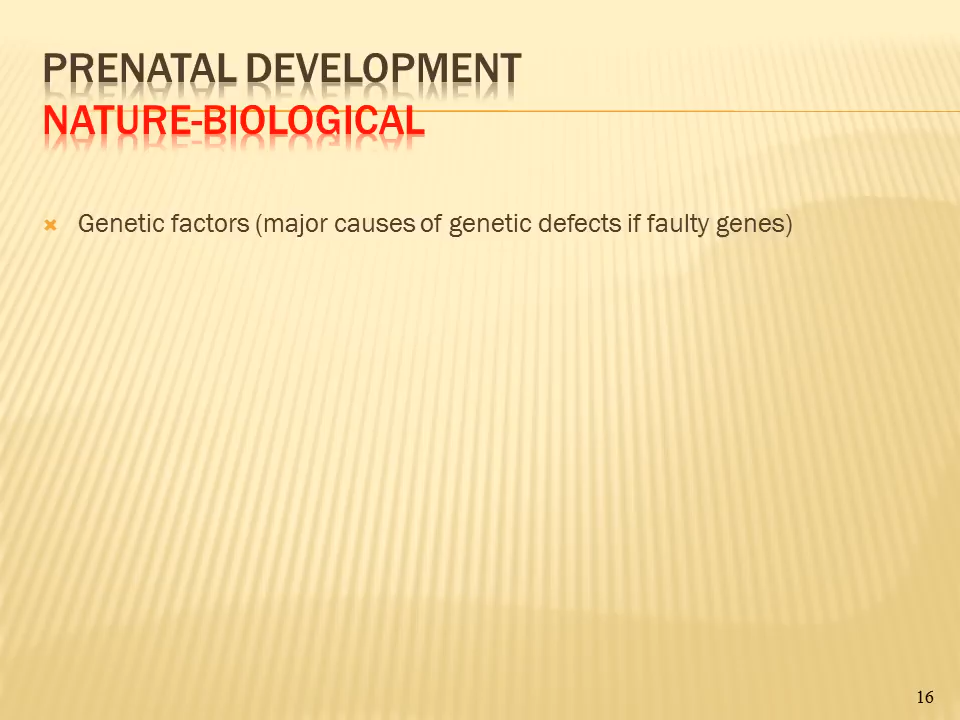 PRENATAL DEVELOPMENT
NATURE-BIOLOGICAL
Genetic factors (major causes of genetic defects if faulty genes)
16